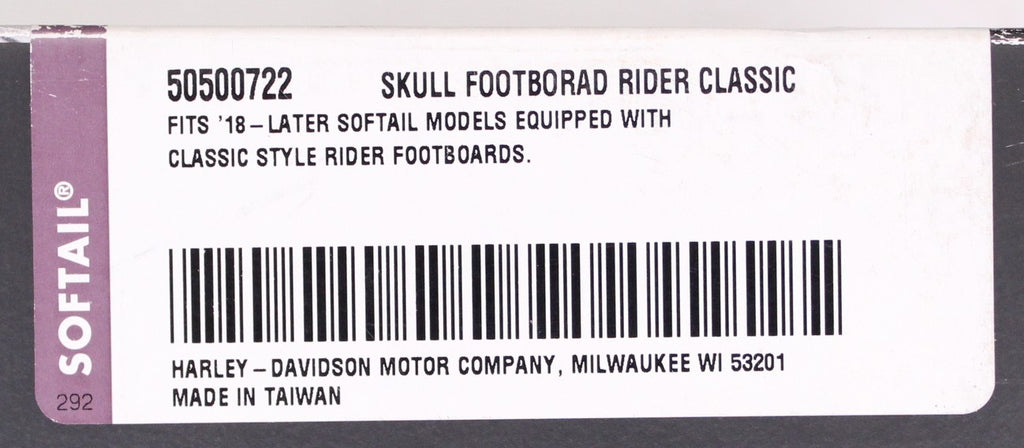 50500722 SKULL FOOTBORAD RIDER CLASSIC
FITS '18–LATER SOFTAIL MODELS EQUIPPED WITH
CLASSIC STYLE RIDER FOOTBOARDS.
HARLEY–DAVIDSON MOTOR COMPANY, MILWAUKEE WI 53201
MADE IN TAIWAN
SOFTAIL®
292